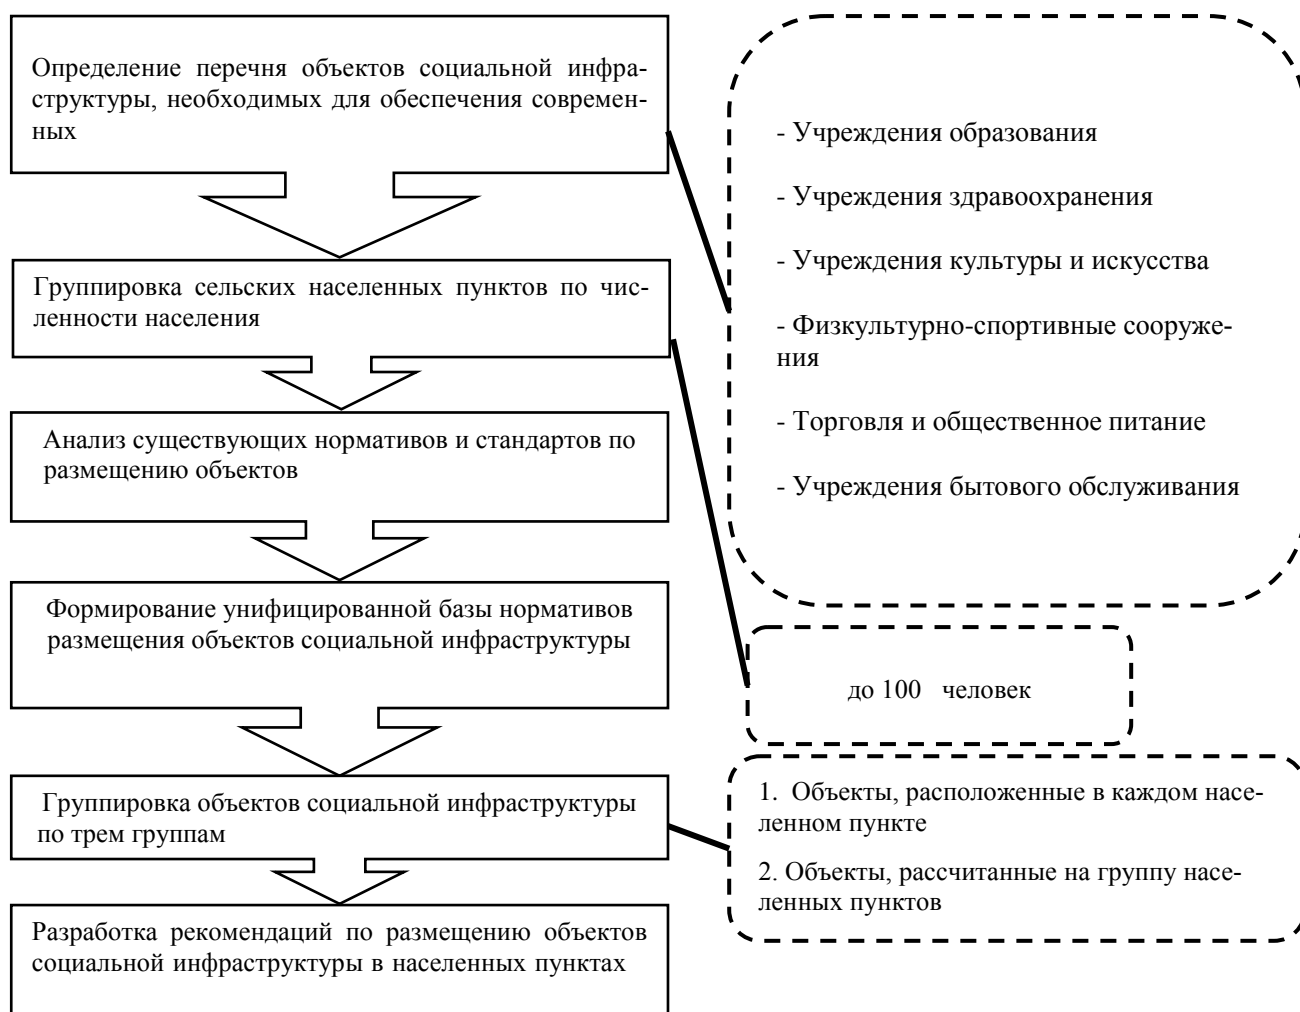 Определение перечня объектов социальной инфра-
структуры, необходимых для обеспечения современ-
ных
Группировка сельских населенных пунктов по чис-
ленности населения
Анализ существующих нормативов и стандартов по
размещению объектов
Формирование унифицированной базы нормативов
размещения объектов социальной инфраструктуры
Группировка объектов социальной инфраструктуры
по трем группам
Разработка рекомендаций по размещению объектов
социальной инфраструктуры в населенных пунктах
- Учреждения образования
- Учреждения здравоохранения
- Учреждения культуры и искусства
- Физкультурно-спортивные сооруже-
ния
- Торговля и общественное питание
- Учреждения бытового обслуживания
до 100 человек
1. Объекты, расположенные в каждом насе-
ленном пункте
2. Объекты, рассчитанные на группу насе-
ленных пунктов